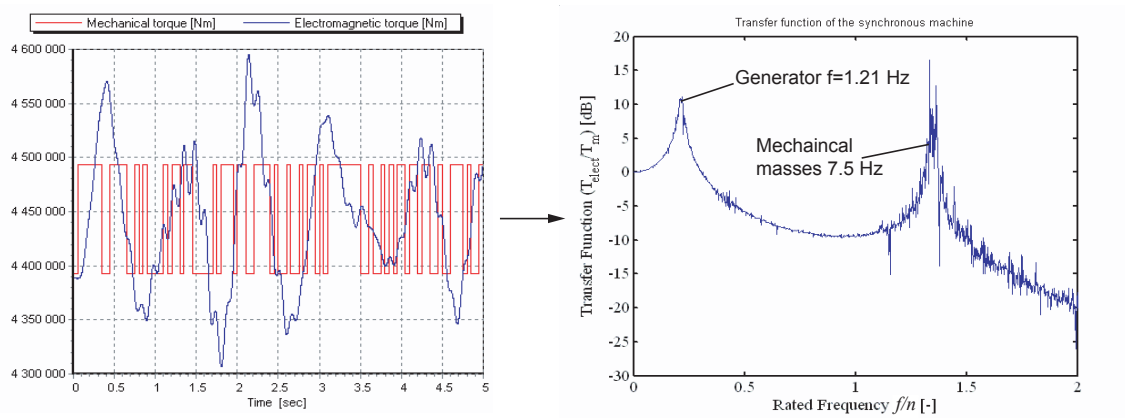 Mechanical torque [Nm] Electromagnetic torque [Nm]
4 600 000
4 550 000
4 500 000
4 450 000
4 400 000
4 350 000
4 300 000
0 0.5 1 1.5 2 2.5 3 3.5 4 4.5 5
Time [sec]
Transfer function of the synchronous machine
Transfer Function (T_elect/T_m) [dB]
20
15
10
5
0
-5
-10
-15
-20
-25
-30
Generator f=1.21 Hz
Mechaincal
masses 7.5 Hz
0 0.5 1 1.5 2
Rated Frequency f/n [-]